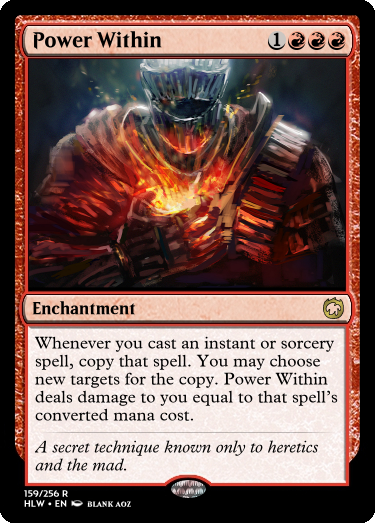 Power Within 1
Enchantment
Whenever you cast an instant or sorcery
spell, copy that spell. You may choose
new targets for the copy. Power Within
deals damage to you equal to that spell's
converted mana cost.
A secret technique known only to heretics
and the mad.
159/256 R
HLW • EN BLANK AOZ